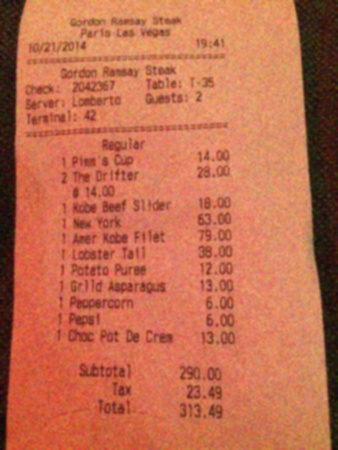 Gordon Ramsay Steak
Paris Las Vegas
10/21/2014 19:41
Gordon Ramsay Steak
Check: 2042367 Table: T-35
Server: Lomberto Guests: 2
Terminal: 42
Regular
1 Pimm's Cup 14.00
2 The Drifter 28.00
@ 14.00
1 Kobe Beef Slider 18.00
1 New York 63.00
1 Amer Kobe Filet 79.00
1 Lobster Tail 38.00
1 Potato Puree 12.00
1 Grlld Asparagus 13.00
1 Peppercorn 6.00
1 Pepsi 6.00
1 Choc Pot De Crem 13.00
Subtotal 290.00
Tax 23.49
Total 313.49